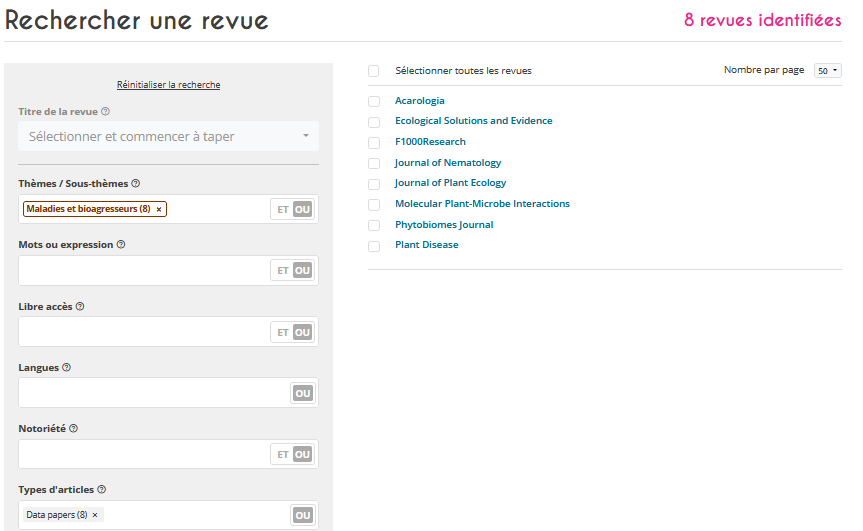 Rechercher une revue
8 revues identifiées
Réinitialiser la recherche
Titre de la revue ?
Sélectionner et commencer à taper
Thèmes / Sous-thèmes ?
Maladies et bioagresseurs (8) ×
ET OU
Mots ou expression ?
ET OU
Libre accès ?
ET OU
Langues ?
OU
Notoriété ?
ET OU
Types d'articles ?
Data papers (8) ×
OU
Sélectionner toutes les revues
Nombre par page 50
Acarologia
Ecological Solutions and Evidence
F1000Research
Journal of Nematology
Journal of Plant Ecology
Molecular Plant-Microbe Interactions
Phytobiomes Journal
Plant Disease